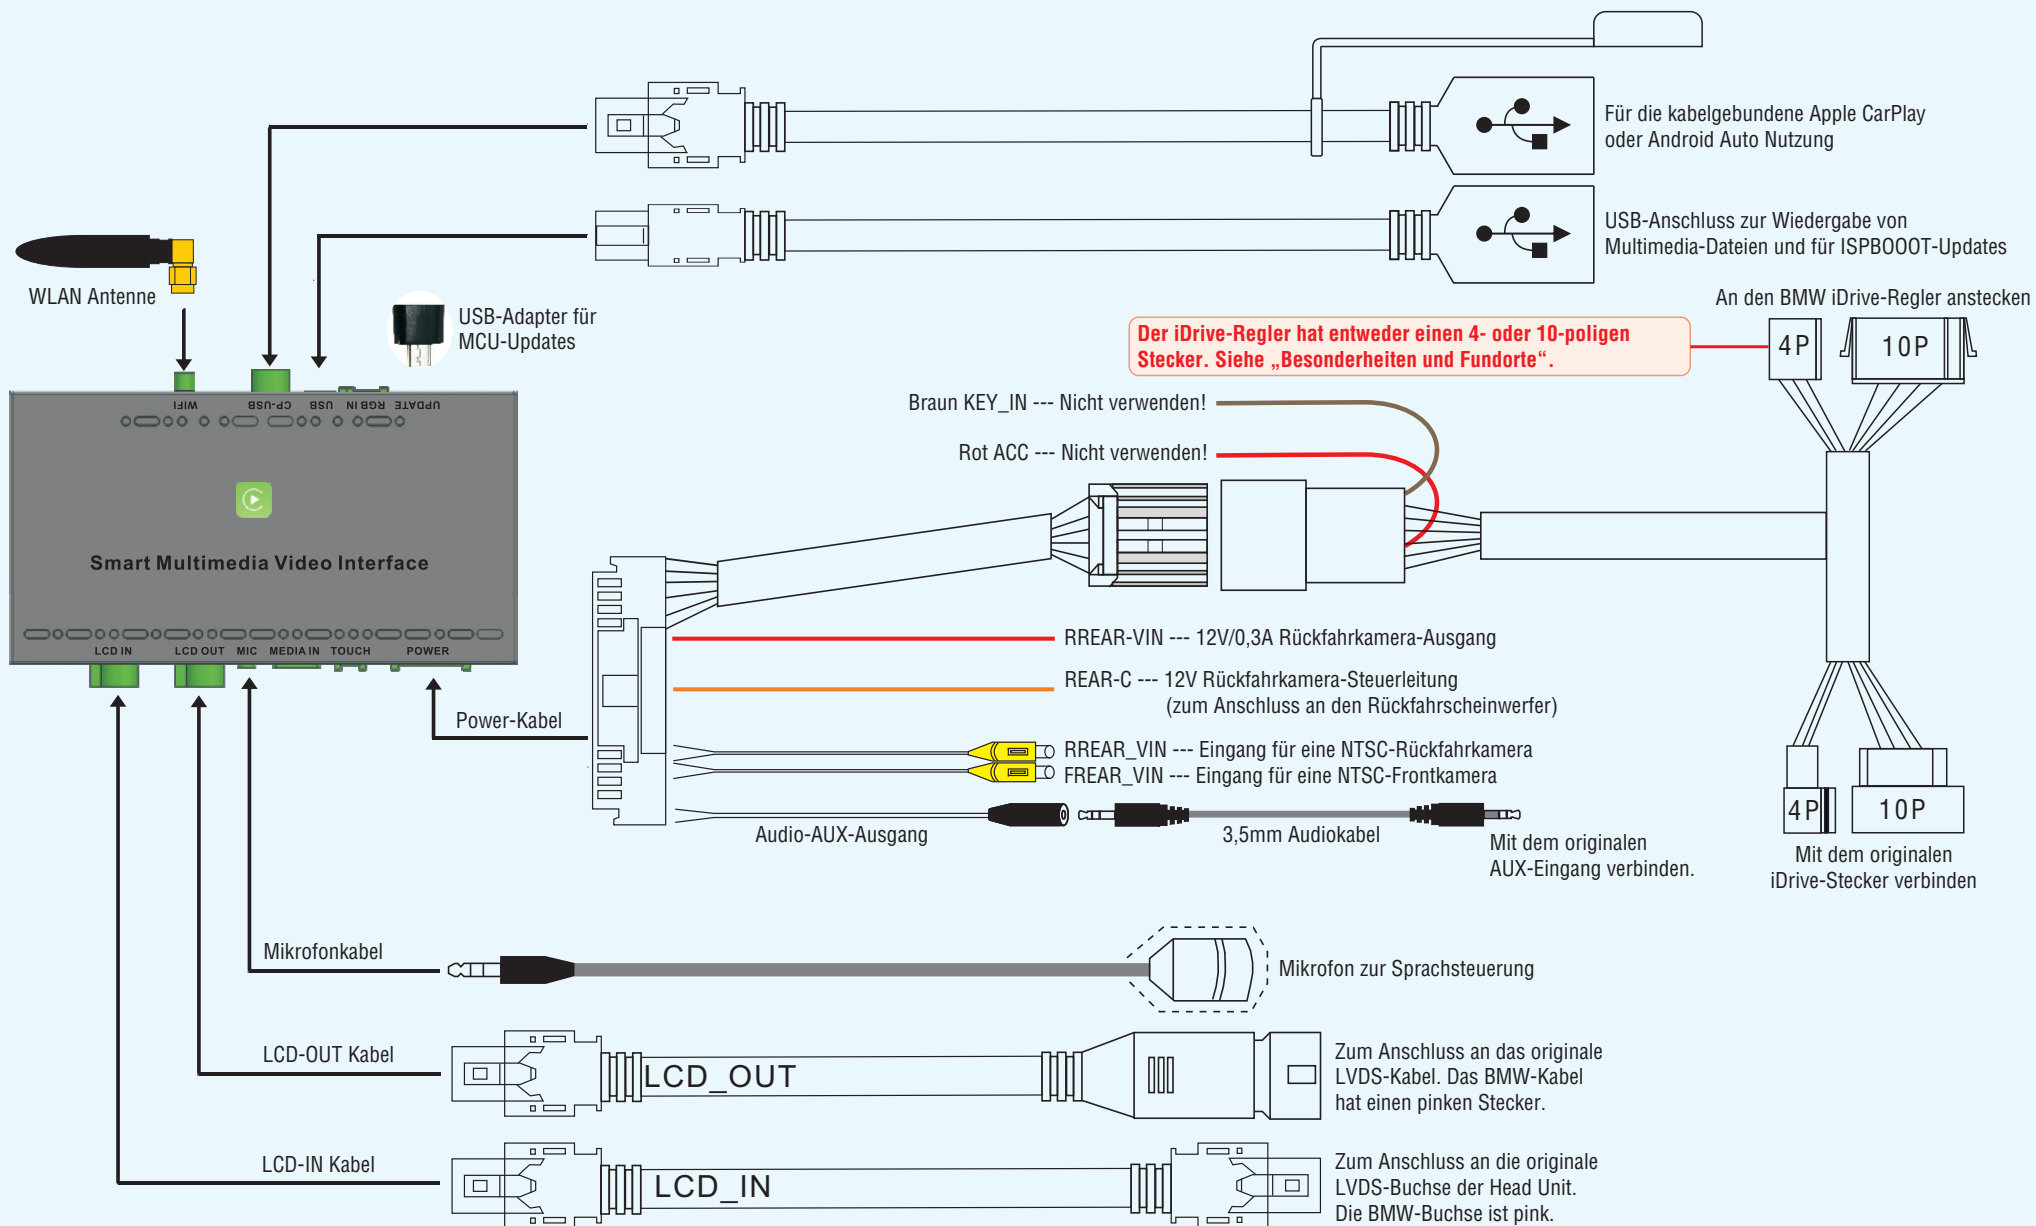 Für die kabelgebundene Apple CarPlay
oder Android Auto Nutzung
USB-Anschluss zur Wiedergabe von
Multimedia-Dateien und für ISPBOOOT-Updates
WLAN Antenne
USB-Adapter für
MCU-Updates
An den BMW iDrive-Regler anstecken
Der iDrive-Regler hat entweder einen 4- oder 10-poligen
Stecker. Siehe „Besonderheiten und Fundorte“.
4P
10P
WIFI
CP-USB
USB
RGB IN
UPDATE
Braun KEY_IN --- Nicht verwenden!
Rot ACC --- Nicht verwenden!
Smart Multimedia Video Interface
LCD IN
LCD OUT
MIC
MEDIA IN
TOUCH
POWER
RREAR-VIN --- 12V/0,3A Rückfahrkamera-Ausgang
REAR-C --- 12V Rückfahrkamera-Steuerleitung
(zum Anschluss an den Rückfahrscheinwerfer)
Power-Kabel
RREAR_VIN --- Eingang für eine NTSC-Rückfahrkamera
FREAR_VIN --- Eingang für eine NTSC-Frontkamera
Audio-AUX-Ausgang
3,5mm Audiokabel
Mit dem originalen
AUX-Eingang verbinden.
4P
10P
Mit dem originalen
iDrive-Stecker verbinden
Mikrofonkabel
Mikrofon zur Sprachsteuerung
LCD-OUT Kabel
LCD_OUT
Zum Anschluss an das originale
LVDS-Kabel. Das BMW-Kabel
hat einen pinken Stecker.
LCD-IN Kabel
LCD_IN
Zum Anschluss an die originale
LVDS-Buchse der Head Unit.
Die BMW-Buchse ist pink.